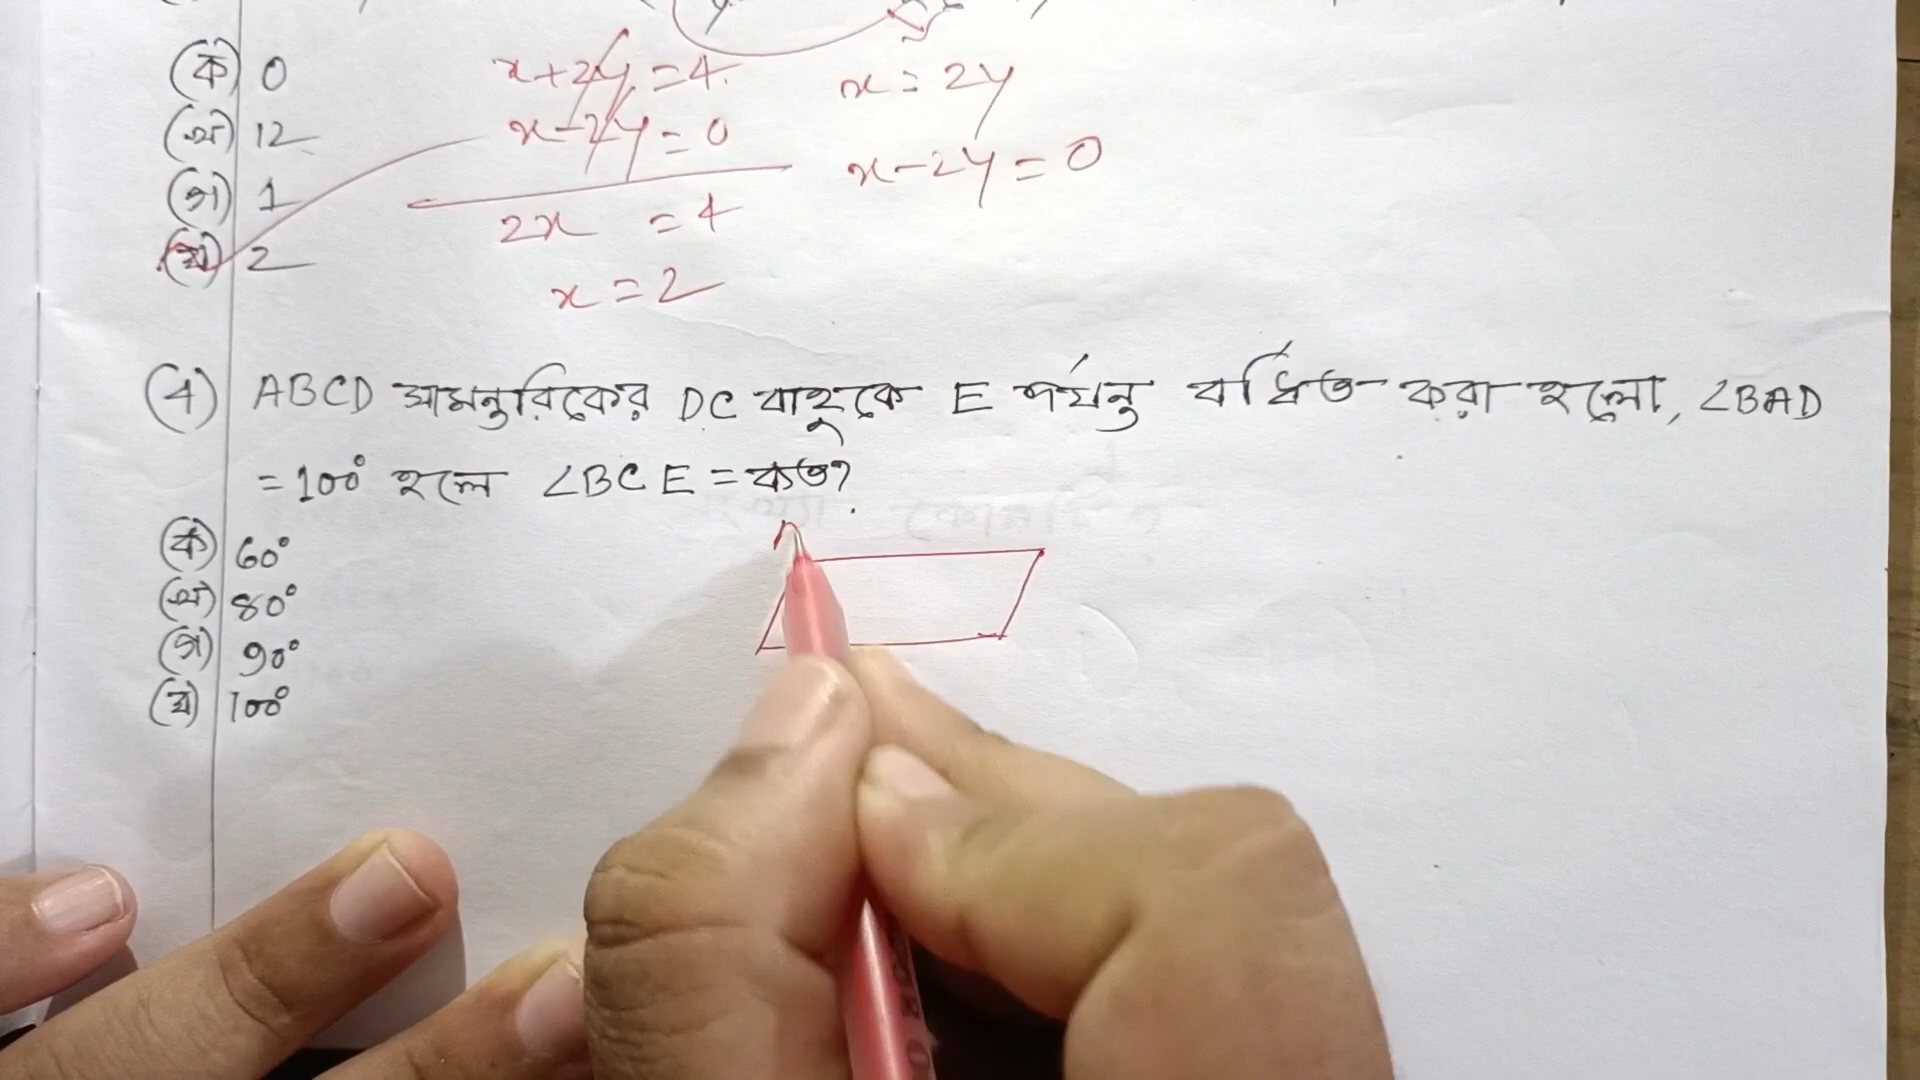 (ক) 0
(খ) 12
(গ) 1
(ঘ) 2
x+2y=4
x-2y=0
2x =4
x=2
x=2y
x-2y=0
(4) ABCD সামন্তরিকের DC বাহুকে E পর্যন্ত বর্ধিত করা হলো, ∠BAD
=100° হলে ∠BCE=কত?
(ক) 60°
(খ) 80°
(গ) 90°
(ঘ) 100°